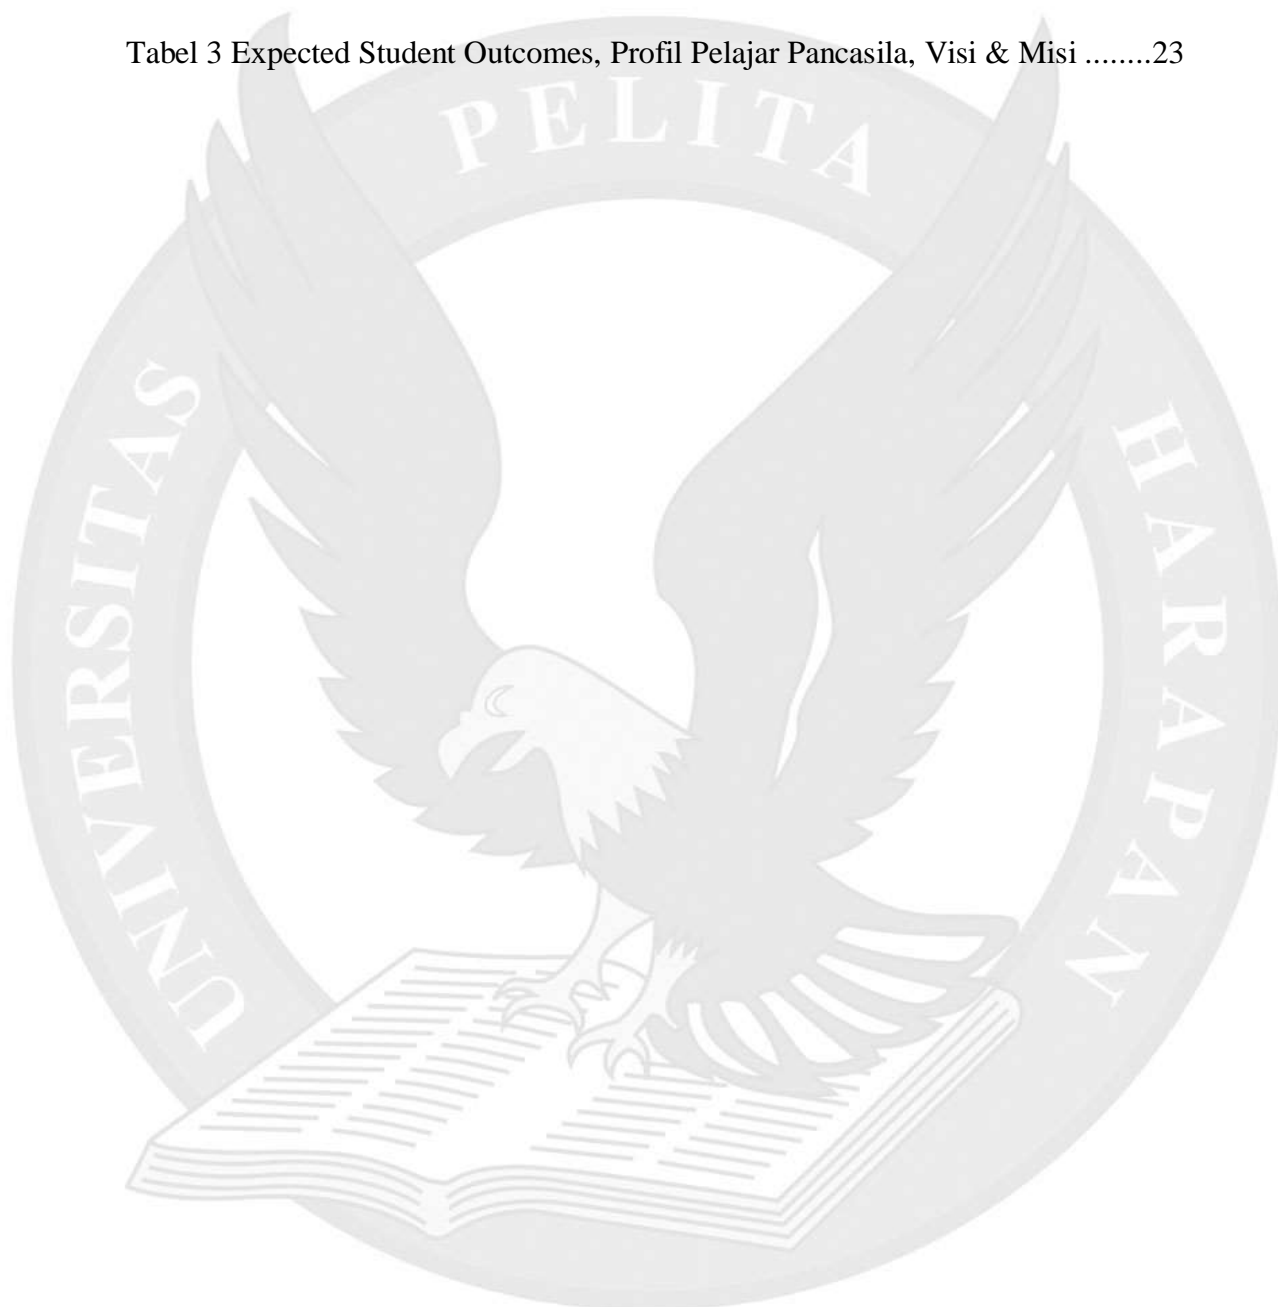 Tabel 3 Expected Student Outcomes, Profil Pelajar Pancasila, Visi & Misi ........23
PELITA
UNIVERSITAS
HARAPAN